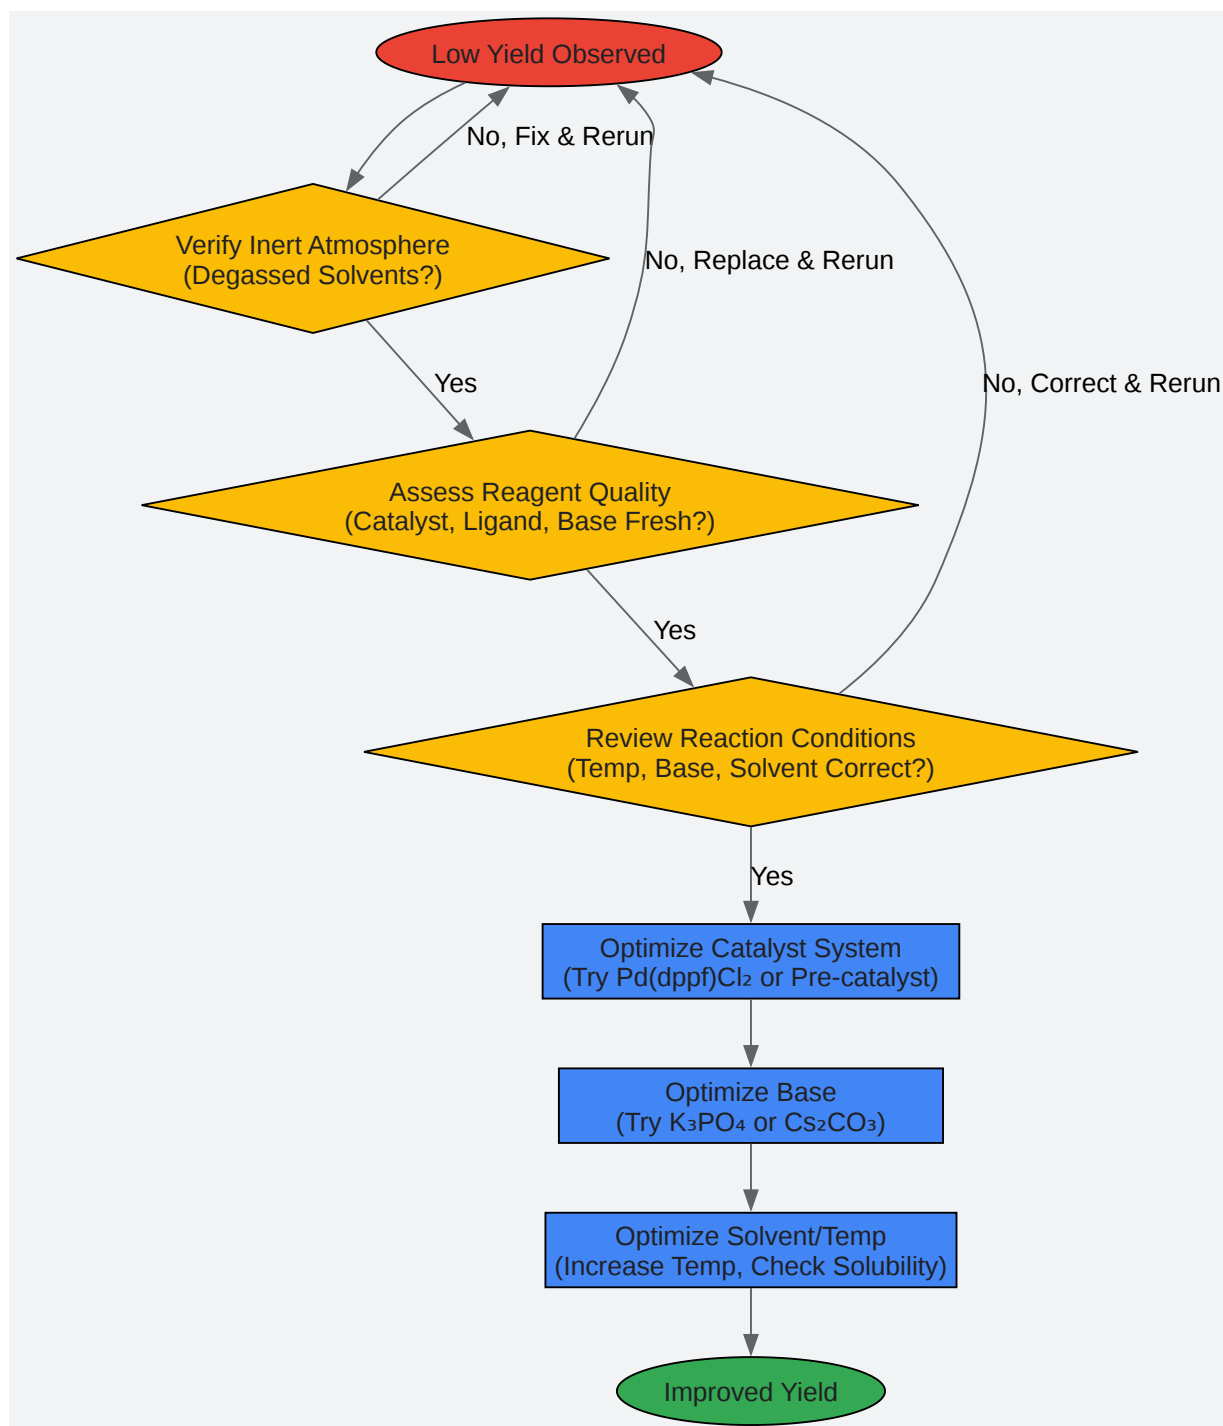 Low Yield Observed
No, Fix & Rerun
Verify Inert Atmosphere
(Degassed Solvents?)
No, Replace & Rerun
Yes
No, Correct & Rerun
Assess Reagent Quality
(Catalyst, Ligand, Base Fresh?)
Yes
Review Reaction Conditions
(Temp, Base, Solvent Correct?)
Yes
Optimize Catalyst System
(Try Pd(dppf)Cl₂ or Pre-catalyst)
Optimize Base
(Try K₃PO₄ or Cs₂CO₃)
Optimize Solvent/Temp
(Increase Temp, Check Solubility)
Improved Yield